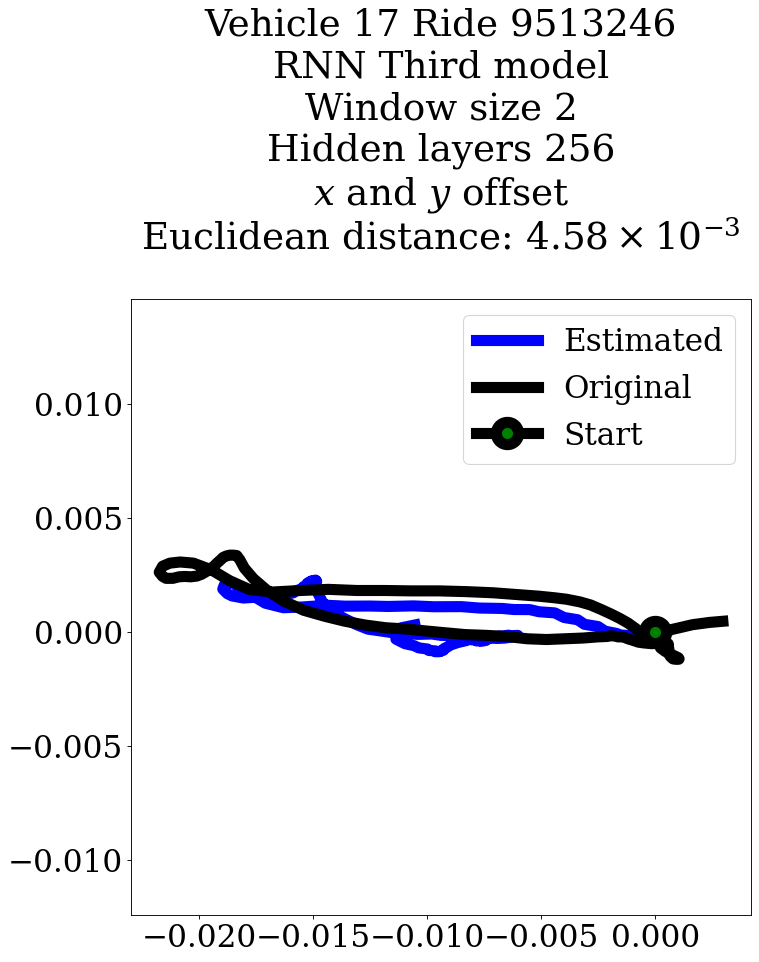 Vehicle 17 Ride 9513246
RNN Third model
Window size 2
Hidden layers 256
x and y offset
Euclidean distance: 4.58 × 10⁻³
Estimated
Original
Start
0.010
0.005
0.000
−0.005
−0.010
−0.020 −0.015 −0.010 −0.005 0.000